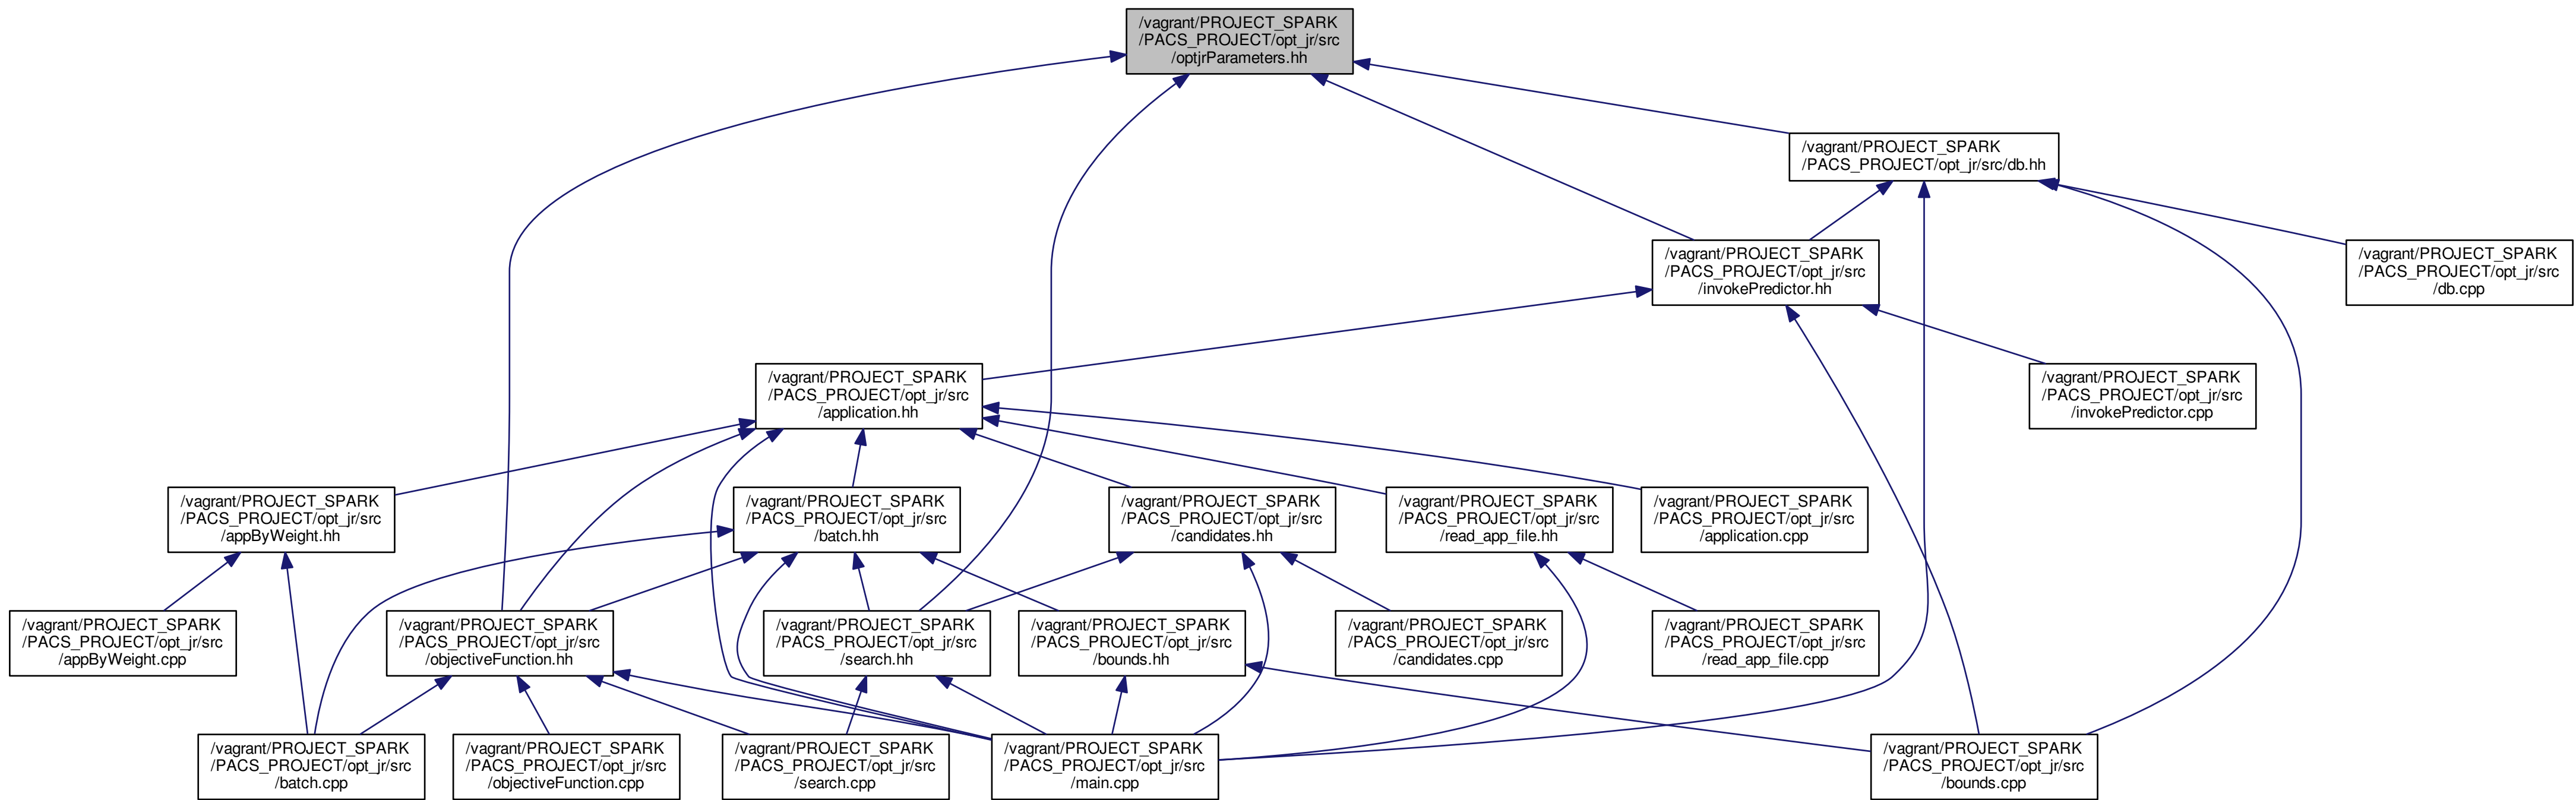 /vagrant/PROJECT_SPARK
/PACS_PROJECT/opt_jr/src
/optjrParameters.hh
/vagrant/PROJECT_SPARK
/PACS_PROJECT/opt_jr/src/db.hh
/vagrant/PROJECT_SPARK
/PACS_PROJECT/opt_jr/src
/invokePredictor.hh
/vagrant/PROJECT_SPARK
/PACS_PROJECT/opt_jr/src
/db.cpp
/vagrant/PROJECT_SPARK
/PACS_PROJECT/opt_jr/src
/application.hh
/vagrant/PROJECT_SPARK
/PACS_PROJECT/opt_jr/src
/invokePredictor.cpp
/vagrant/PROJECT_SPARK
/PACS_PROJECT/opt_jr/src
/appByWeight.hh
/vagrant/PROJECT_SPARK
/PACS_PROJECT/opt_jr/src
/batch.hh
/vagrant/PROJECT_SPARK
/PACS_PROJECT/opt_jr/src
/candidates.hh
/vagrant/PROJECT_SPARK
/PACS_PROJECT/opt_jr/src
/read_app_file.hh
/vagrant/PROJECT_SPARK
/PACS_PROJECT/opt_jr/src
/application.cpp
/vagrant/PROJECT_SPARK
/PACS_PROJECT/opt_jr/src
/appByWeight.cpp
/vagrant/PROJECT_SPARK
/PACS_PROJECT/opt_jr/src
/objectiveFunction.hh
/vagrant/PROJECT_SPARK
/PACS_PROJECT/opt_jr/src
/search.hh
/vagrant/PROJECT_SPARK
/PACS_PROJECT/opt_jr/src
/bounds.hh
/vagrant/PROJECT_SPARK
/PACS_PROJECT/opt_jr/src
/candidates.cpp
/vagrant/PROJECT_SPARK
/PACS_PROJECT/opt_jr/src
/read_app_file.cpp
/vagrant/PROJECT_SPARK
/PACS_PROJECT/opt_jr/src
/batch.cpp
/vagrant/PROJECT_SPARK
/PACS_PROJECT/opt_jr/src
/objectiveFunction.cpp
/vagrant/PROJECT_SPARK
/PACS_PROJECT/opt_jr/src
/search.cpp
/vagrant/PROJECT_SPARK
/PACS_PROJECT/opt_jr/src
/main.cpp
/vagrant/PROJECT_SPARK
/PACS_PROJECT/opt_jr/src
/bounds.cpp